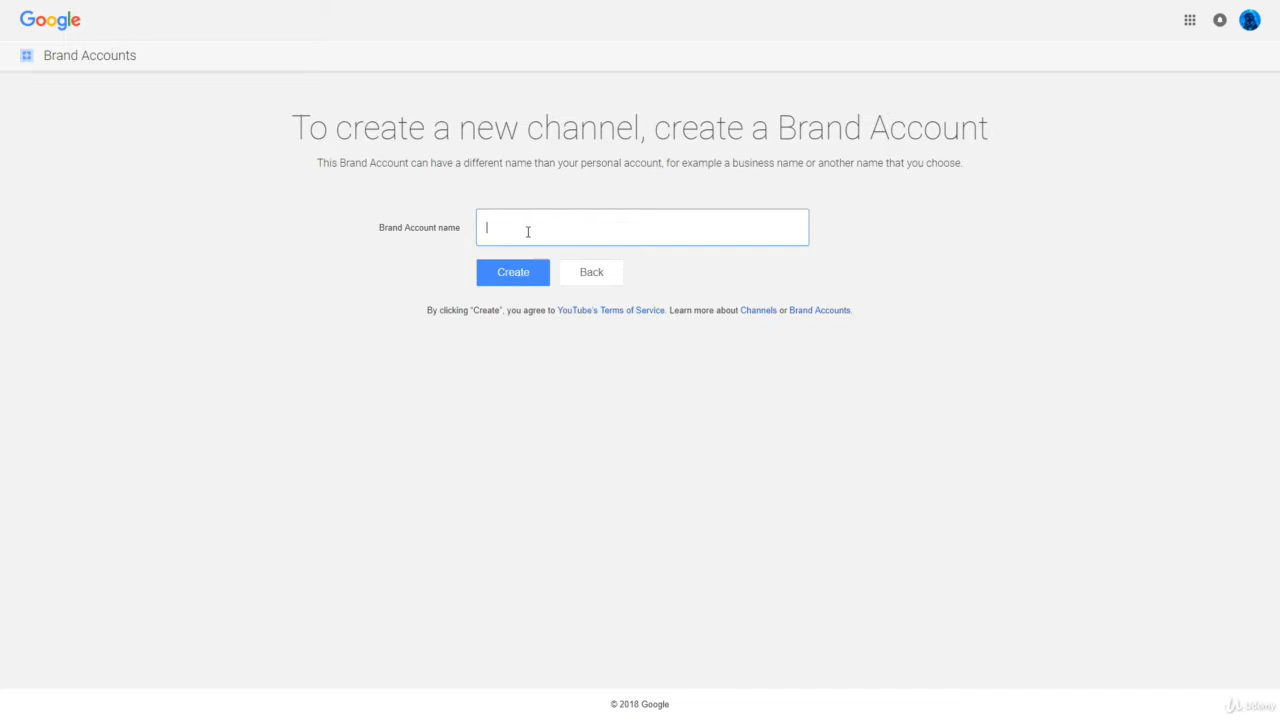 Google
Brand Accounts
To create a new channel, create a Brand Account
This Brand Account can have a different name than your personal account, for example a business name or another name that you choose.
Brand Account name
Create Back
By clicking "Create", you agree to YouTube's Terms of Service. Learn more about Channels or Brand Accounts.
© 2018 Google
Udemy